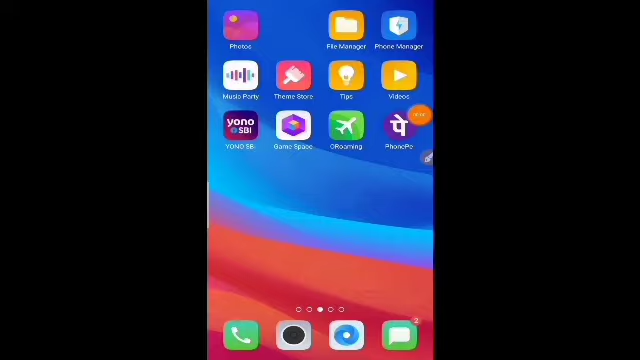 Photos
File Manager
Phone Manager
Music Party
Theme Store
Tips
Videos
yono
SBI
पे
YONO SBI
Game Space
ORoaming
PhonePe
2